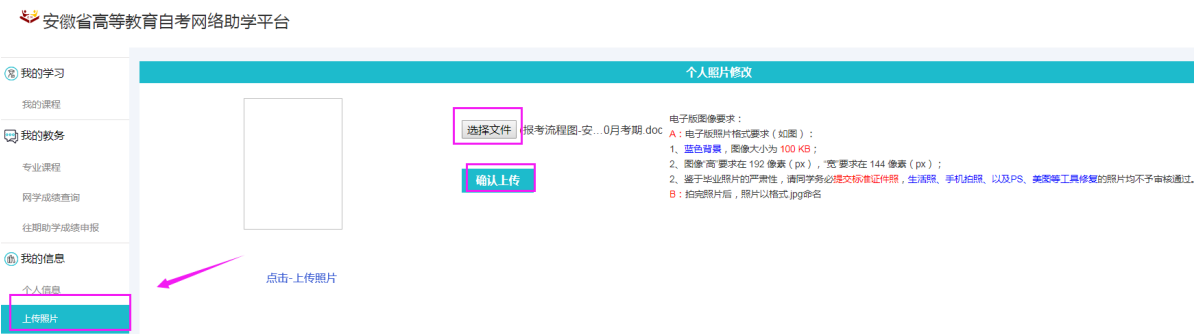 安徽省高等教育自考网络助学平台
我的学习
我的课程
我的教务
专业课程
网学成绩查询
往期助学成绩申报
我的信息
个人信息
上传照片
个人照片修改
点击-上传照片
选择文件 报考流程图-安…0月考期.doc
确认上传
电子版图像要求：
A：电子版照片格式要求（如图）：
1、蓝色背景，图像大小为 100 KB；
2、图像“高”要求在 192 像素（px），“宽”要求在 144 像素（px）；
2、鉴于毕业照片的严肃性，请同学务必提交标准证件照，生活照、手机拍照、以及PS、美图等工具修复的照片均不予审核通过。
B：拍完照片后，照片以格式.jpg命名